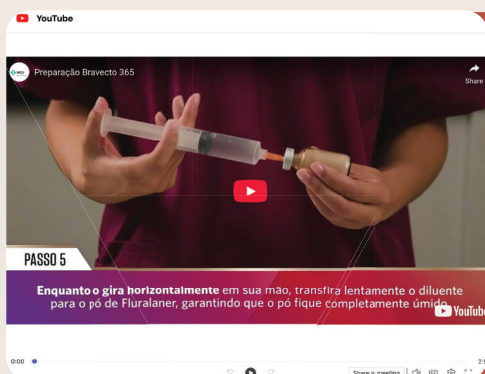 YouTube
MSD
Preparação Bravecto 365
Share
PASSO 5
Enquanto o gira horizontalmente em sua mão, transfira lentamente o diluente
para o pó de Fluralaner, garantindo que o pó fique completamente úmido
YouTube
0:00
Share in meeting